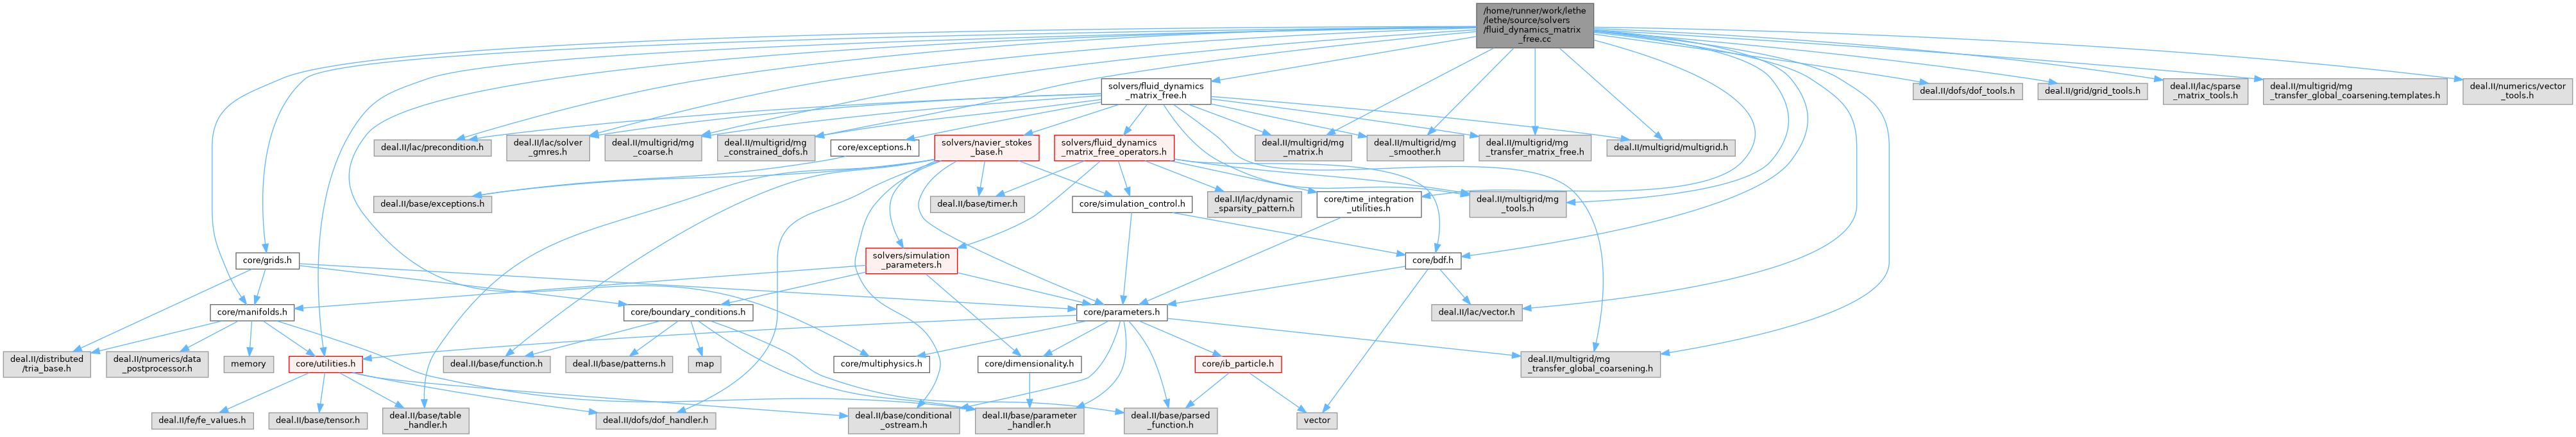 /home/runner/work/lethe
/lethe/source/solvers
/fluid_dynamics_matrix
_free.cc
solvers/fluid_dynamics
_matrix_free.h
deal.II/dofs/dof_tools.h
deal.II/grid/grid_tools.h
deal.II/lac/sparse
_matrix_tools.h
deal.II/multigrid/mg
_transfer_global_coarsening.templates.h
deal.II/numerics/vector
_tools.h
deal.II/lac/precondition.h
deal.II/lac/solver
_gmres.h
deal.II/multigrid/mg
_coarse.h
deal.II/multigrid/mg
_constrained_dofs.h
core/exceptions.h
solvers/navier_stokes
_base.h
solvers/fluid_dynamics
_matrix_free_operators.h
deal.II/multigrid/mg
_matrix.h
deal.II/multigrid/mg
_smoother.h
deal.II/multigrid/mg
_transfer_matrix_free.h
deal.II/multigrid/multigrid.h
deal.II/base/exceptions.h
deal.II/base/timer.h
core/simulation_control.h
deal.II/lac/dynamic
_sparsity_pattern.h
core/time_integration
_utilities.h
deal.II/multigrid/mg
_tools.h
core/grids.h
solvers/simulation
_parameters.h
core/bdf.h
core/manifolds.h
core/boundary_conditions.h
core/parameters.h
deal.II/lac/vector.h
deal.II/distributed
/tria_base.h
deal.II/numerics/data
_postprocessor.h
memory
core/utilities.h
deal.II/base/function.h
deal.II/base/patterns.h
map
core/multiphysics.h
core/dimensionality.h
core/ib_particle.h
deal.II/multigrid/mg
_transfer_global_coarsening.h
deal.II/fe/fe_values.h
deal.II/base/tensor.h
deal.II/base/table
_handler.h
deal.II/dofs/dof_handler.h
deal.II/base/conditional
_ostream.h
deal.II/base/parameter
_handler.h
deal.II/base/parsed
_function.h
vector